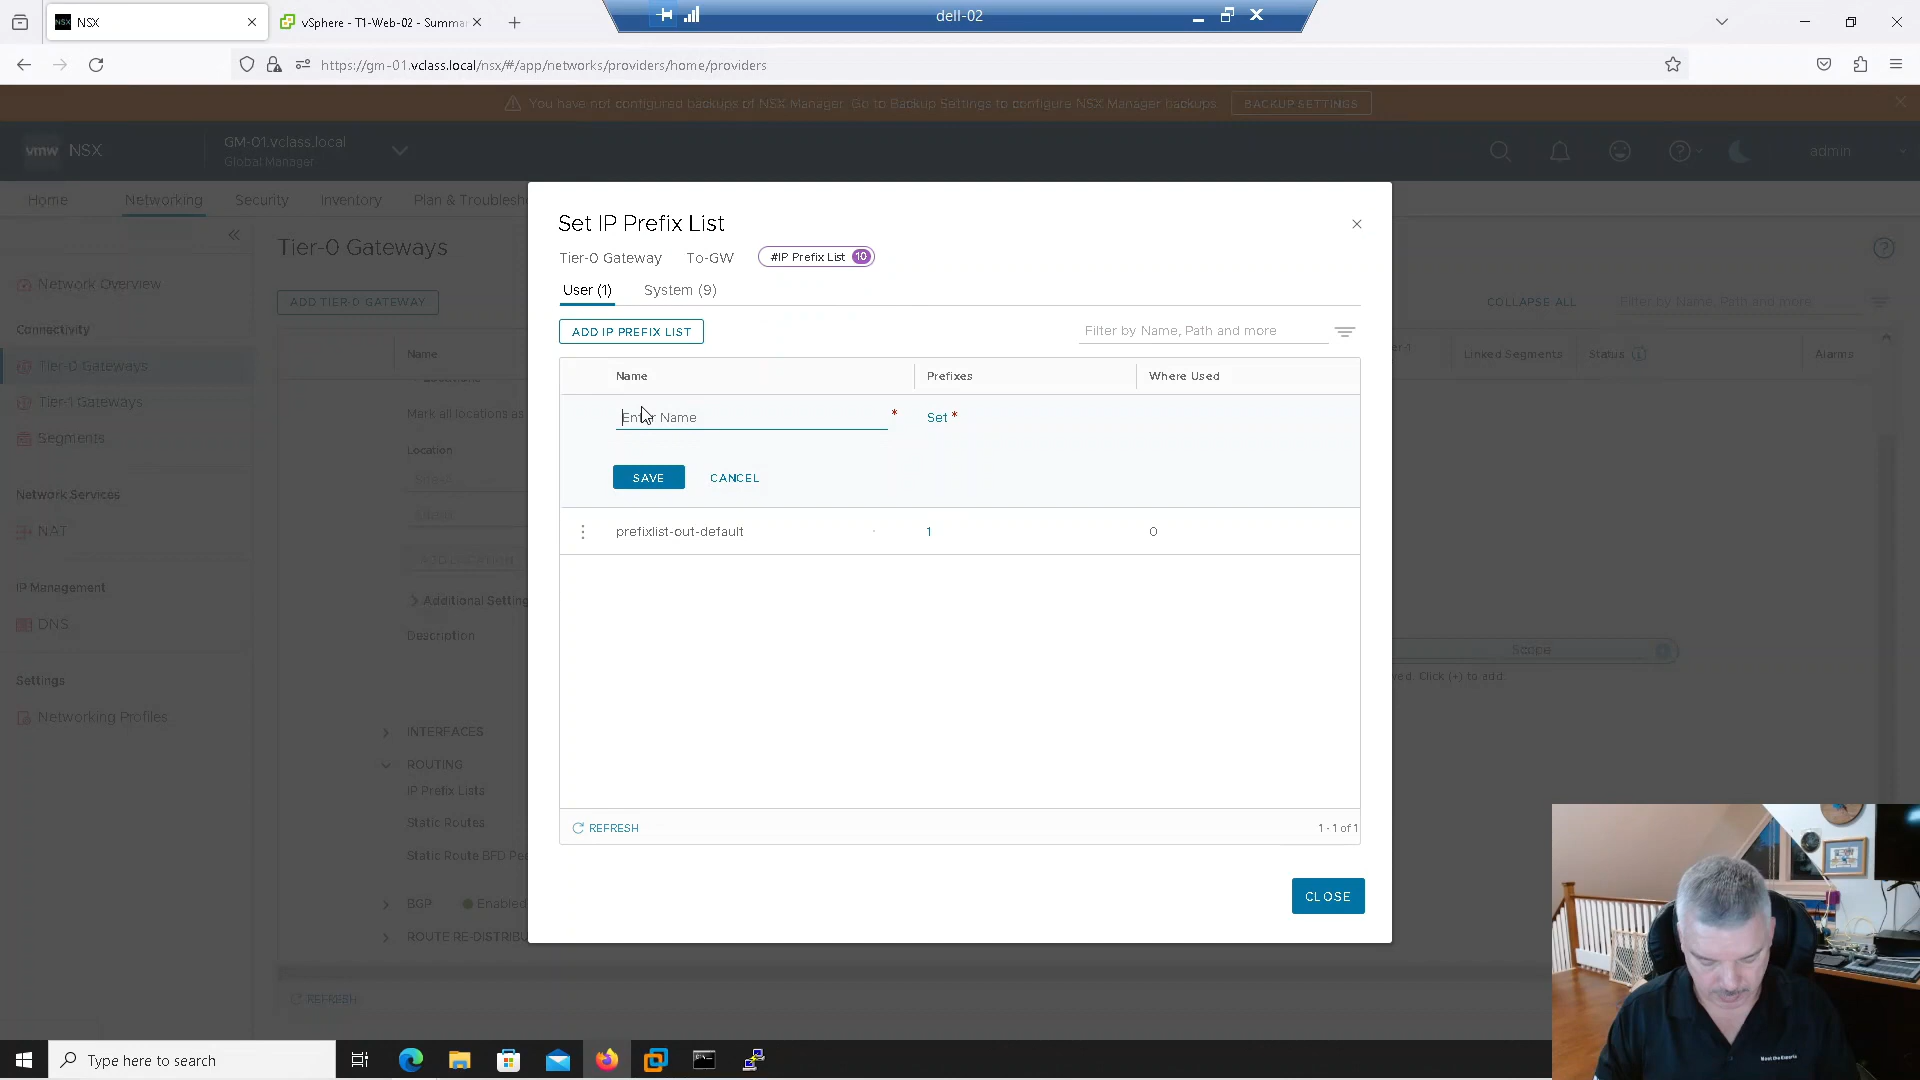 NSX
vSphere - T1-Web-02 - Summa
dell-02
https://gm-01.vclass.local/nsx/#/app/networks/providers/home/providers
You have not configured backups of NSX Manager. Go to Backup Settings to configure NSX Manager backups.
BACKUP SETTINGS
vmw NSX
GM-01.vclass.local
Global Manager
admin
Home
Networking
Security
Inventory
Plan & Troublesh
Tier-0 Gateways
Network Overview
ADD TIER-0 GATEWAY
COLLAPSE ALL
Filter by Name, Path and more
Connectivity
Tier-0 Gateways
Tier-1 Gateways
Segments
Network Services
NAT
IP Management
DNS
Settings
Networking Profiles
Name
er-1
Linked Segments
Status
Alarms
Mark all locations as
Location
Additional Setting
Description
Scope
ved. Click (+) to add.
INTERFACES
ROUTING
IP Prefix Lists
Static Routes
Static Route BFD Pee
BGP
Enabled
ROUTE RE-DISTRIBU
REFRESH
Set IP Prefix List
Tier-0 Gateway To-GW #IP Prefix List 10
User (1) System (9)
ADD IP PREFIX LIST
Filter by Name, Path and more
Name Prefixes Where Used
Enter Name * Set *
SAVE CANCEL
prefixlist-out-default 1 0
REFRESH
1 - 1 of 1
CLOSE
Type here to search